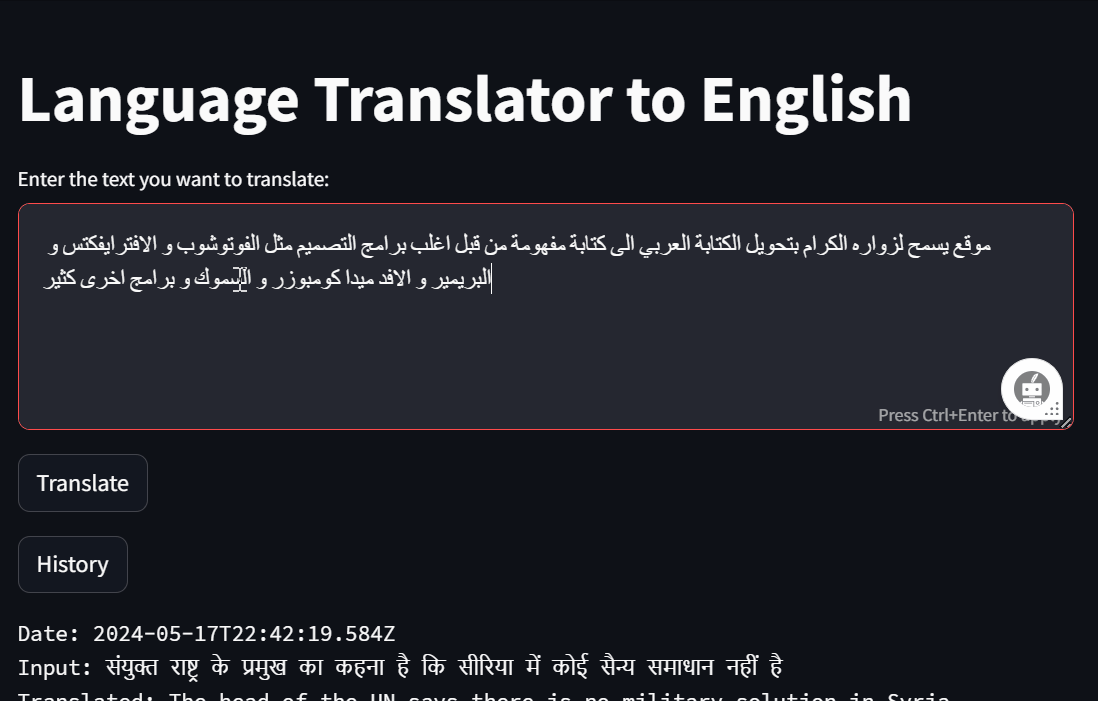 Language Translator to English
Enter the text you want to translate:
موقع يسمح لزواره الكرام بتحويل الكتابة العربي الى كتابة مفهومة من قبل اغلب برامج التصميم مثل الفوتوشوب و الافترايفكتس و
البريمير و الافد ميدا كومبوزر و و برامج اخرى كثير
Press Ctrl+Enter to apply
Translate
History
Date: 2024-05-17T22:42:19.584Z
Input: संयुक्त राष्ट्र के प्रमुख का कहना है कि सीरिया में कोई सैन्य समाधान नहीं है
Translated: The head of the UN says there is no military solution in Syria